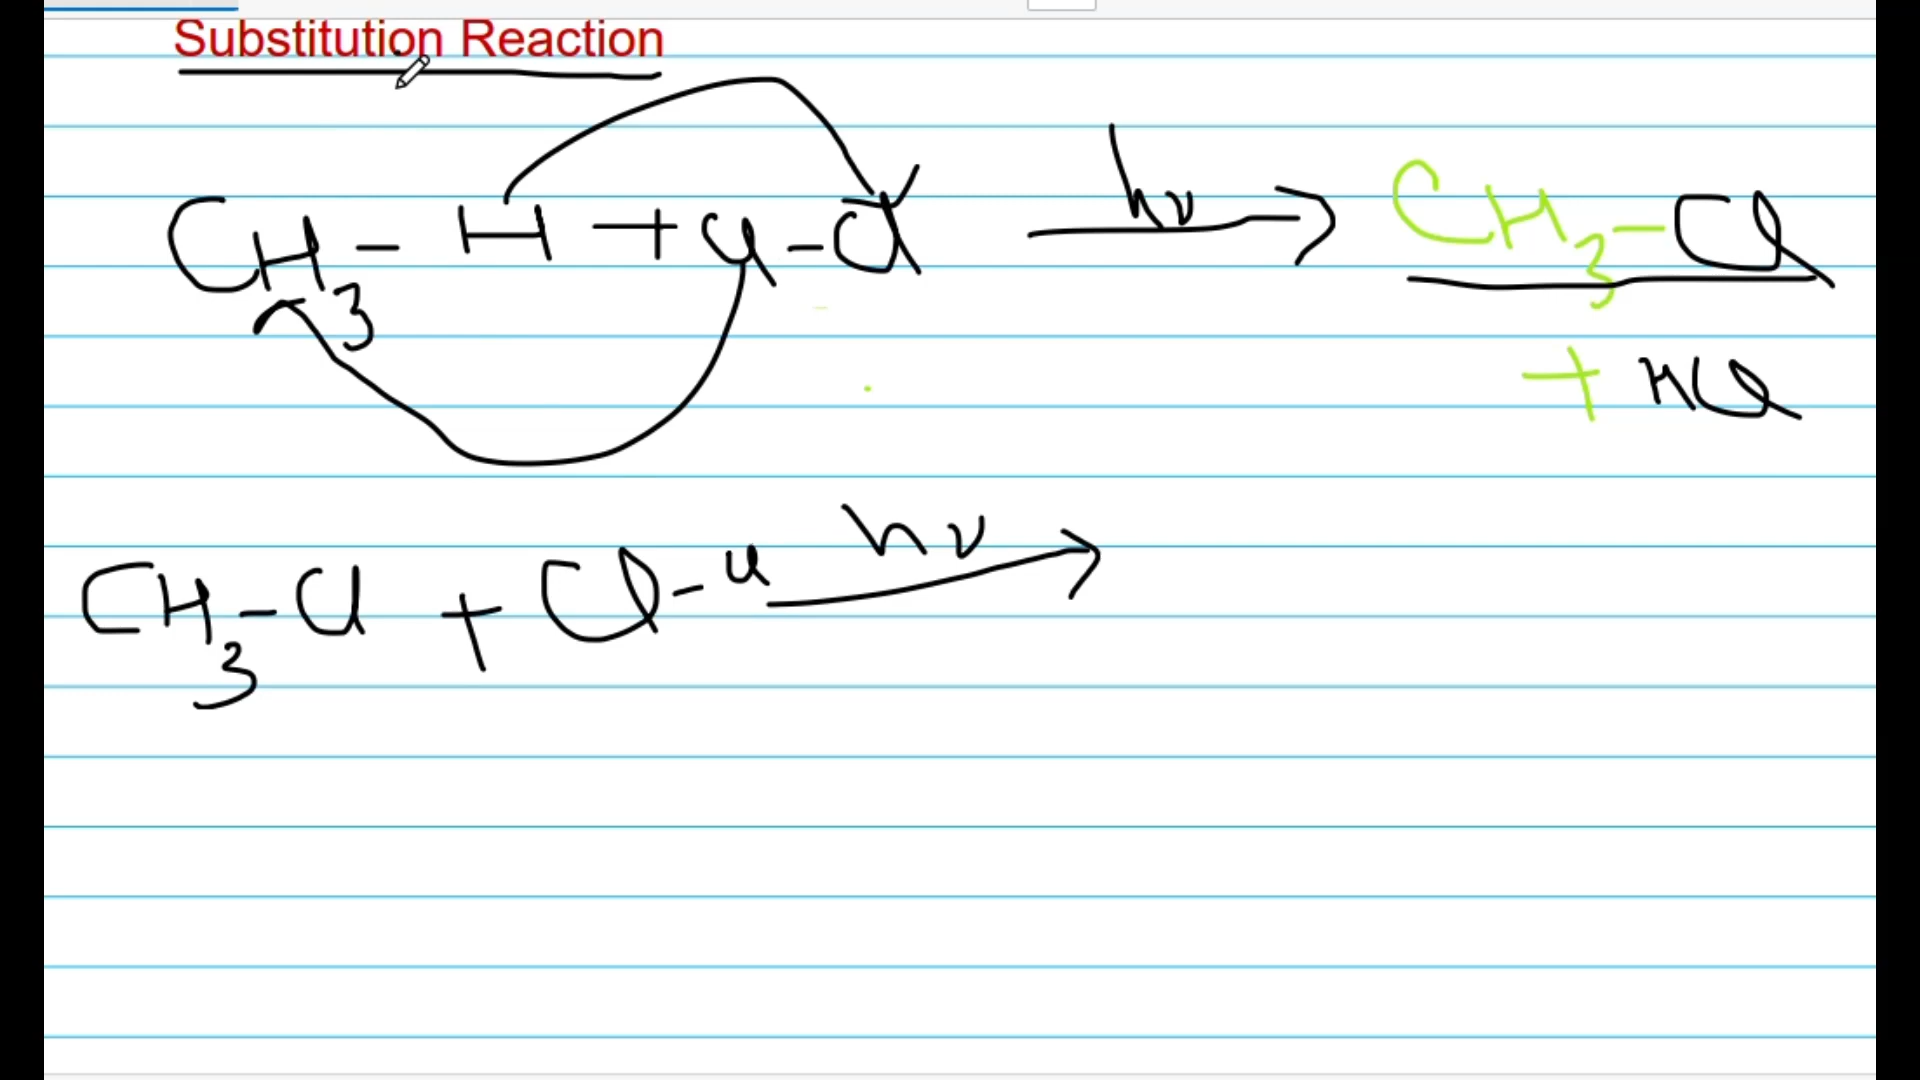 Substitution Reaction
CH₃ - H + Cl - Cl hν → CH₃ - Cl
+ HCl
CH₃ - Cl + Cl - Cl hν →